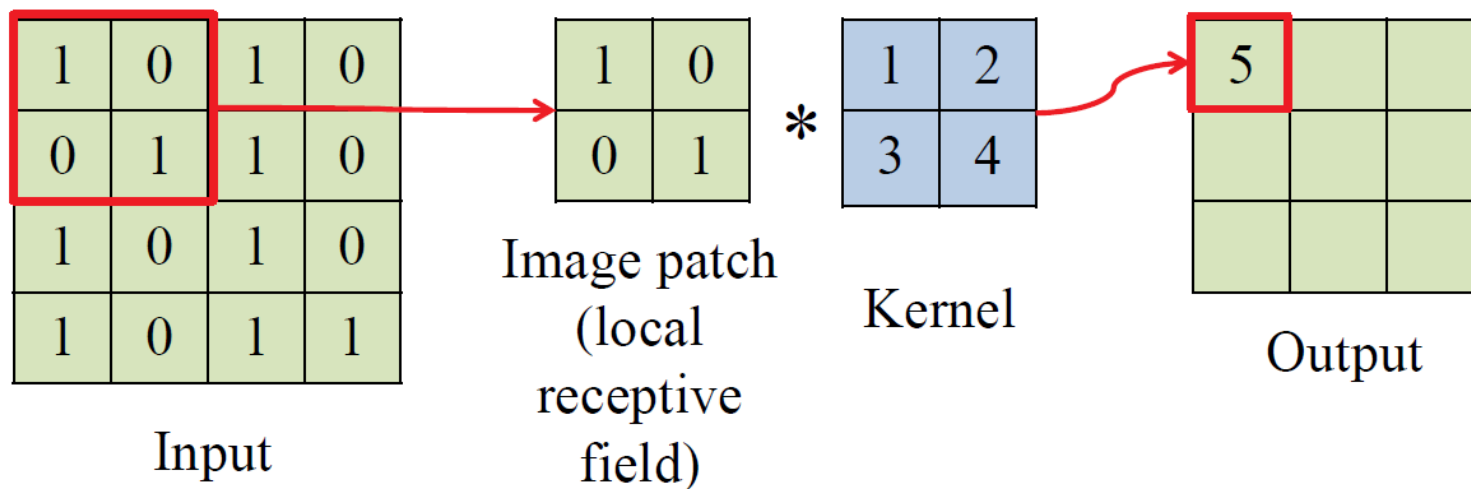 1 0 1 0
0 1 1 0
1 0 1 0
1 0 1 1
Input
1 0
0 1
Image patch
(local
receptive
field)
*
1 2
3 4
Kernel
5
Output